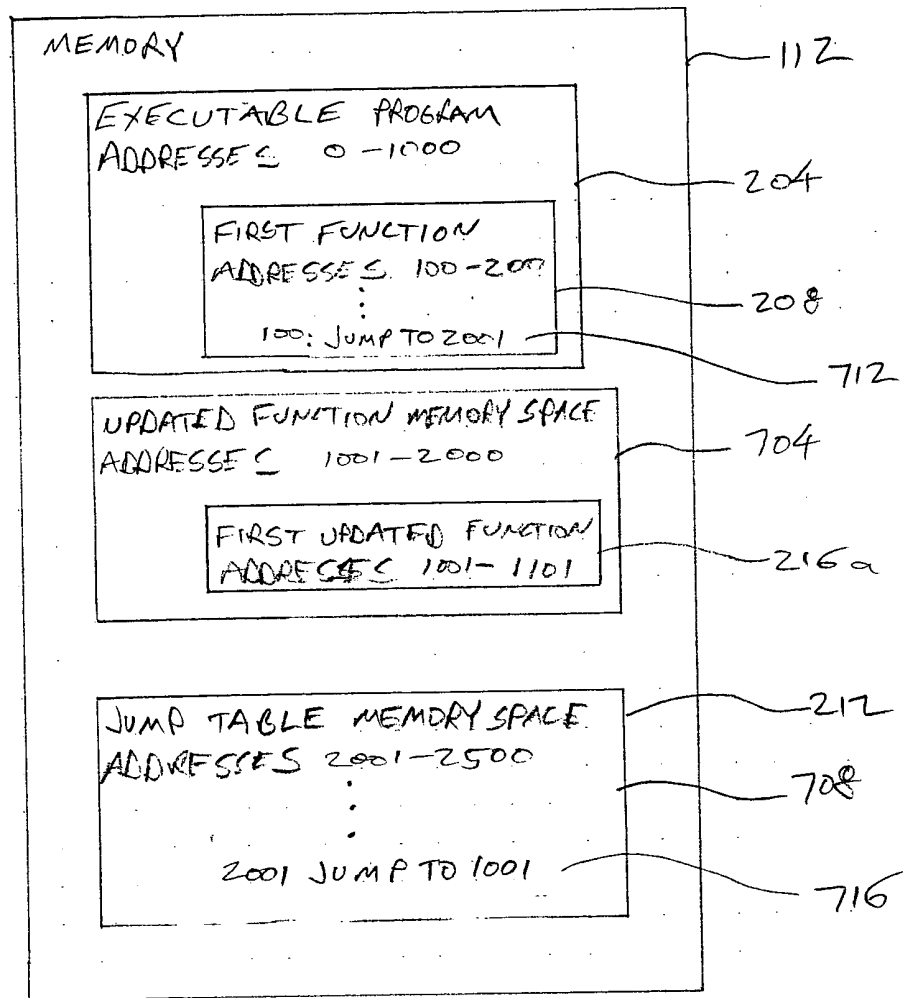 MEMORY
112
EXECUTABLE PROGRAM
ADDRESSES 0-1000
204
FIRST FUNCTION
ADDRESSES 100-200
208
100: JUMP TO 2001
712
UPDATED FUNCTION MEMORY SPACE
ADDRESSES 1001-2000
704
FIRST UPDATED FUNCTION
ADDRESSES 1001-1101
216a
JUMP TABLE MEMORY SPACE
212
ADDRESSES 2001-2500
708
2001 JUMP TO 1001
716